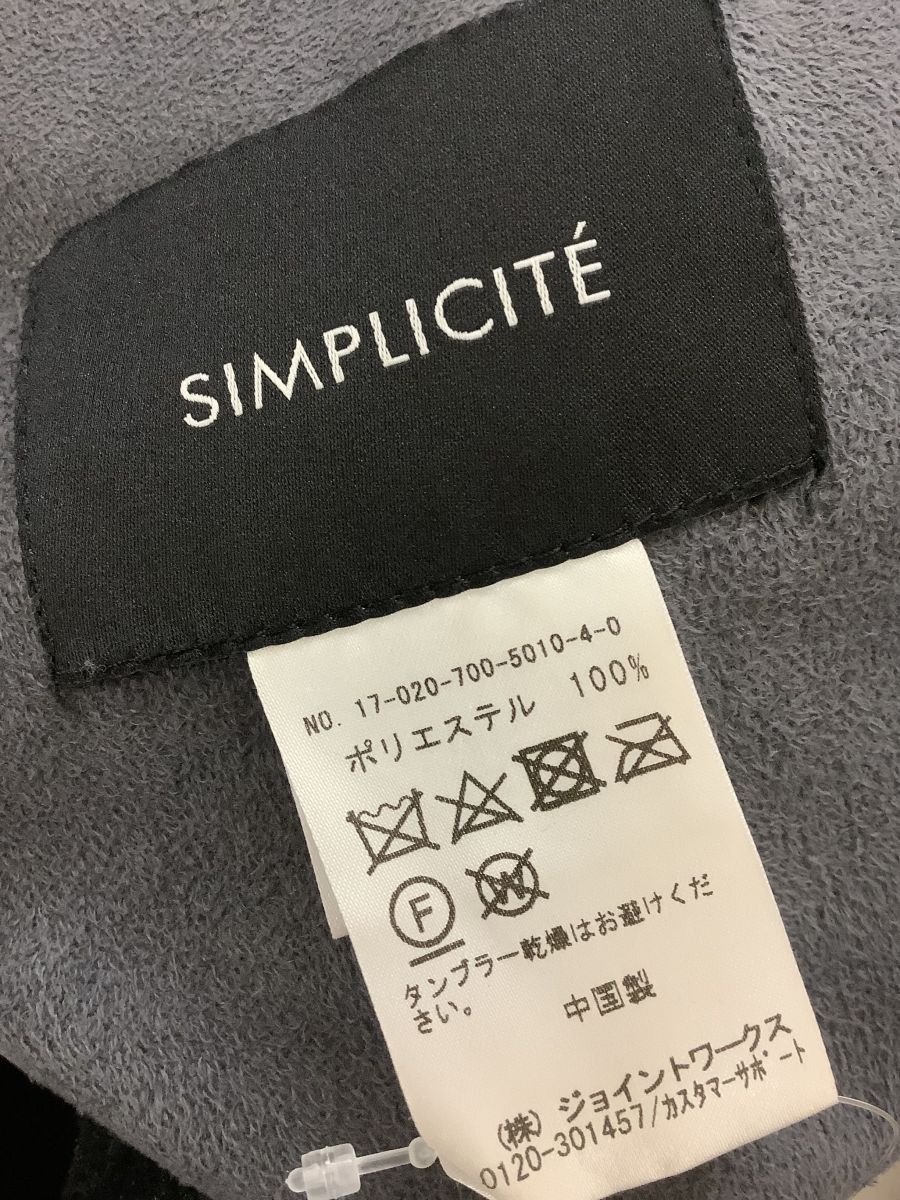 SIMPLICITÉ
NO. 17-020-700-5010-4-0
ポリエステル 100%
F W
タンブラー乾燥はお避けくだ
さい。
中国製
(株) ジョイントワークス
0120-301457/カスタマーサポート